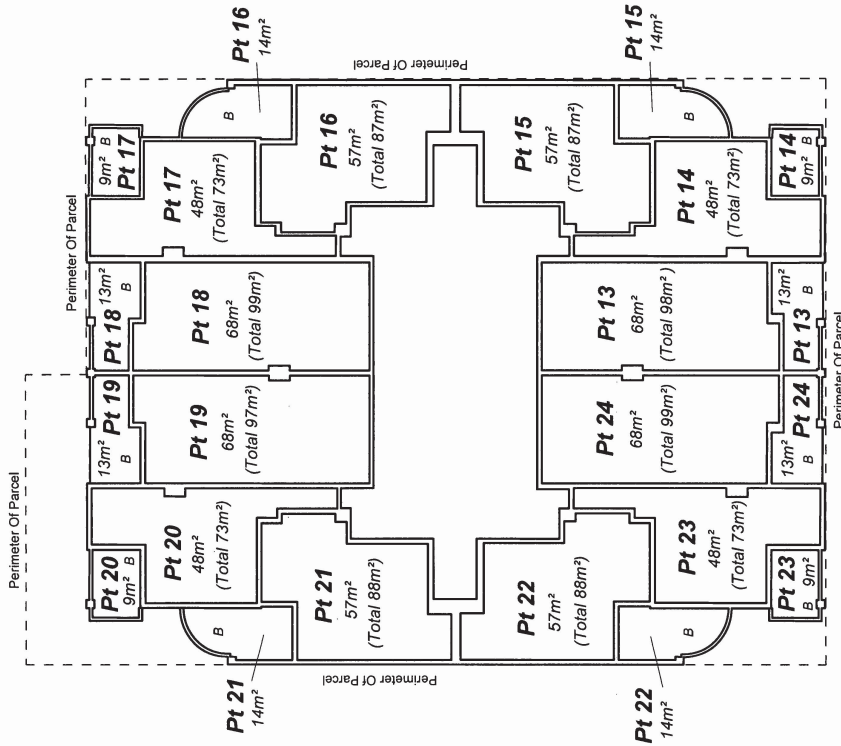 Pt 16
14m²
Pt 15
14m²
Perimeter Of Parcel
B
Pt 16
57m²
(Total 87m²)
Pt 15
57m²
(Total 87m²)
B
9m² B
Pt 17
Pt 17
48m²
(Total 73m²)
Pt 14
48m²
(Total 73m²)
Pt 14
9m² B
Perimeter Of Parcel
13m²
B
Pt 18
Pt 18
68m²
(Total 99m²)
Pt 13
68m²
(Total 98m²)
13m²
B
Pt 13
Pt 19
13m²
B
Pt 19
68m²
(Total 97m²)
Pt 24
68m²
(Total 99m²)
Pt 24
13m²
B
Perimeter Of Parcel
Perimeter Of Parcel
Pt 20
9m² B
Pt 20
48m²
(Total 73m²)
Pt 23
48m²
(Total 73m²)
Pt 23
B 9m²
B
Pt 21
57m²
(Total 88m²)
Pt 22
57m²
(Total 88m²)
B
Perimeter Of Parcel
Pt 21
14m²
Pt 22
14m²